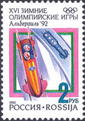 XVI ЗИМНИЕ
ОЛИМПИЙСКИЕ ИГРЫ
Альбервиль '92
2
РУБ
РОССИЯ·ROSSIJA